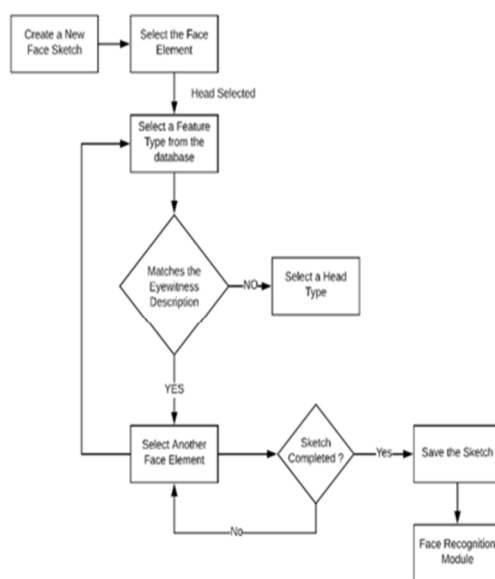 Create a New
Face Sketch
Select the Face
Element
Head Selected
Select a Feature
Type from the
database
Matches the
Eyewitness
Description
NO
Select a Head
Type
YES
Select Another
Face Element
Sketch
Completed ?
Yes
Save the Sketch
No
Face Recognition
Module